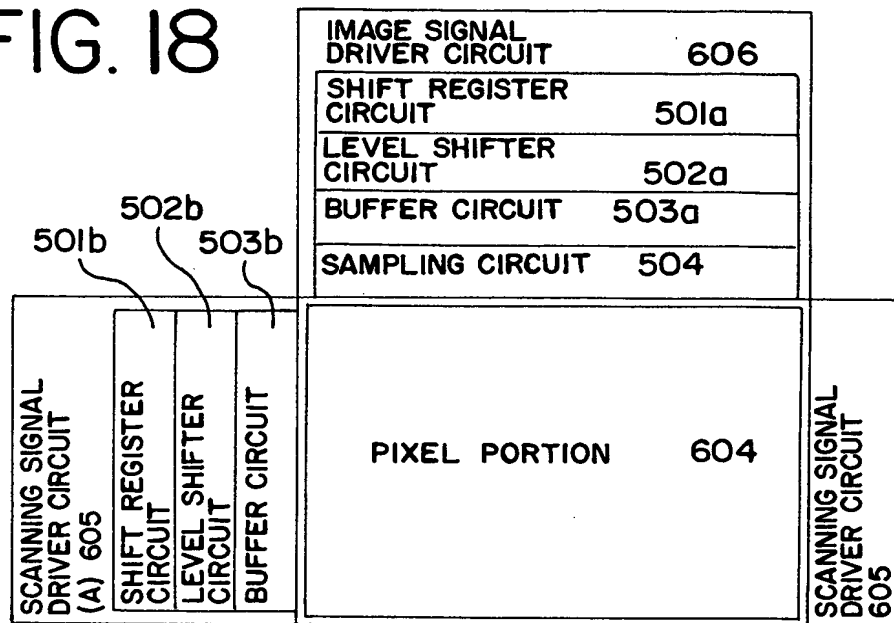 FIG. 18
IMAGE SIGNAL
DRIVER CIRCUIT 606
SHIFT REGISTER
CIRCUIT 501a
LEVEL SHIFTER
CIRCUIT 502a
BUFFER CIRCUIT 503a
SAMPLING CIRCUIT 504
501b
502b
503b
SCANNING SIGNAL
DRIVER CIRCUIT
(A) 605
SHIFT REGISTER
CIRCUIT
LEVEL SHIFTER
CIRCUIT
BUFFER CIRCUIT
PIXEL PORTION 604
SCANNING SIGNAL
DRIVER CIRCUIT
605